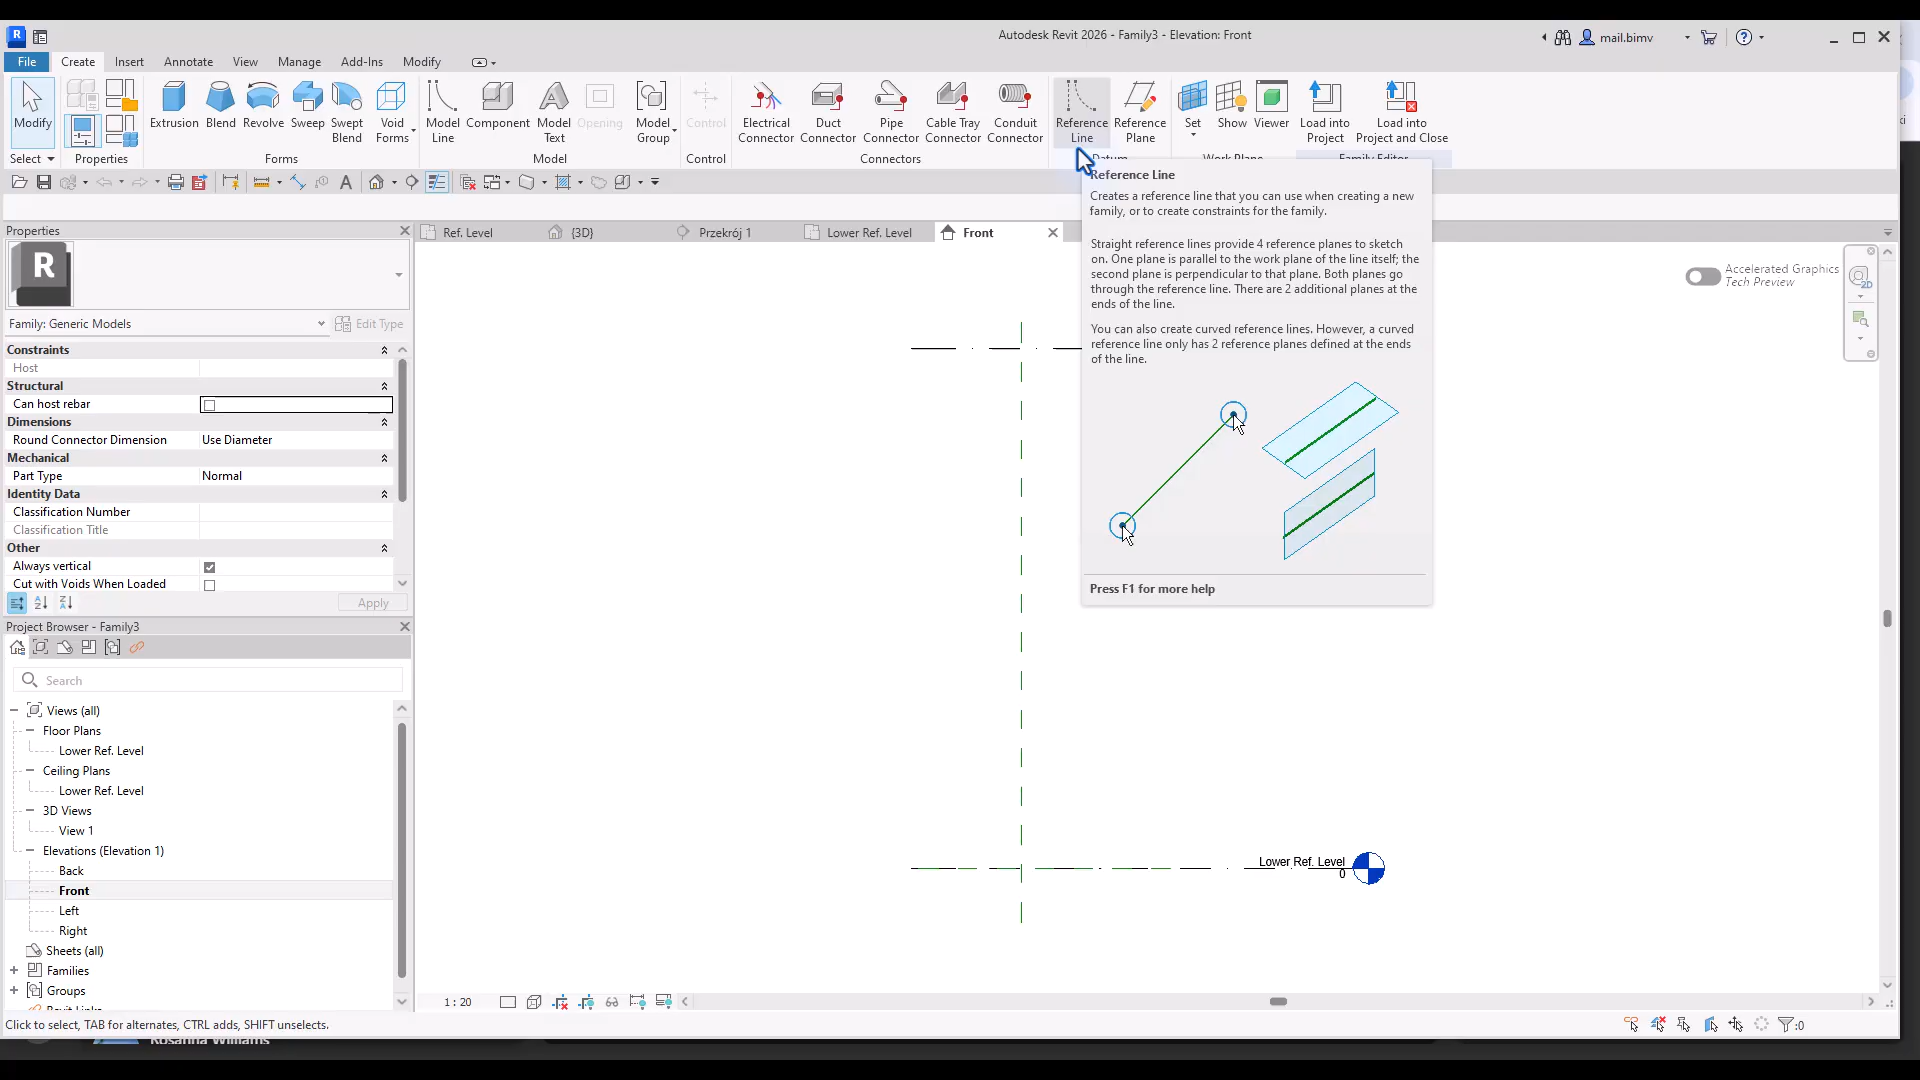 R
Autodesk Revit 2026 - Family3 - Elevation: Front
mail.bimv
File
Create
Insert
Annotate
View
Manage
Add-Ins
Modify
Modify
Extrusion
Blend
Revolve
Sweep
Swept
Blend
Void
Forms
Model
Line
Component
Model
Text
Opening
Model
Group
Control
Electrical
Connector
Duct
Connector
Pipe
Connector
Cable Tray
Connector
Conduit
Connector
Reference
Line
Reference
Plane
Set
Show
Viewer
Load into
Project
Load into
Project and Close
Select
Properties
Forms
Model
Control
Connectors
Datum
Work Plane
Family Editor
Reference Line
Creates a reference line that you can use when creating a new
family, or to create constraints for the family.
Straight reference lines provide 4 reference planes to sketch
on. One plane is parallel to the work plane of the line itself; the
second plane is perpendicular to that plane. Both planes go
through the reference line. There are 2 additional planes at the
ends of the line.
You can also create curved reference lines. However, a curved
reference line only has 2 reference planes defined at the ends
of the line.
Press F1 for more help
Properties
R
Family: Generic Models
Edit Type
Constraints
Host
Structural
Can host rebar
Dimensions
Round Connector Dimension
Use Diameter
Mechanical
Part Type
Normal
Identity Data
Classification Number
Classification Title
Other
Always vertical
Cut with Voids When Loaded
Apply
Ref. Level
{3D}
Przekrój 1
Lower Ref. Level
Front
Accelerated Graphics
Tech Preview
2D
Project Browser - Family3
Search
Views (all)
Floor Plans
Lower Ref. Level
Ceiling Plans
Lower Ref. Level
3D Views
View 1
Elevations (Elevation 1)
Back
Front
Left
Right
Sheets (all)
Families
Groups
Revit Links
Lower Ref. Level
0
1 : 20
Click to select, TAB for alternates, CTRL adds, SHIFT unselects.
:0
Rosanna Williams